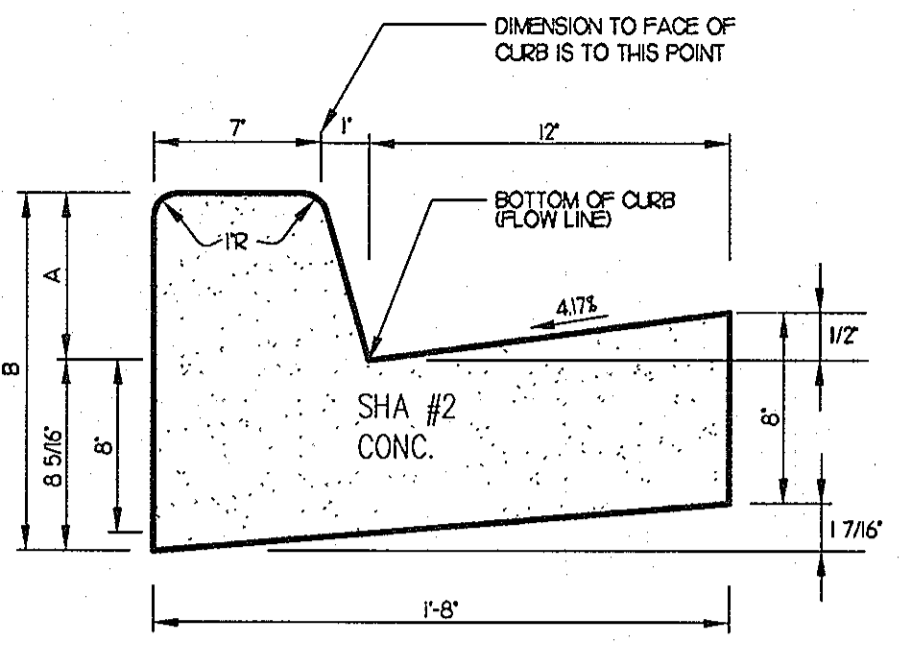 DIMENSION TO FACE OF
CURB IS TO THIS POINT
7"
1"
12"
BOTTOM OF CURB
(FLOW LINE)
1"R
A
4.17%
1/2"
B
SHA #2
CONC.
8 5/16"
8"
8"
1 7/16"
1'-8"